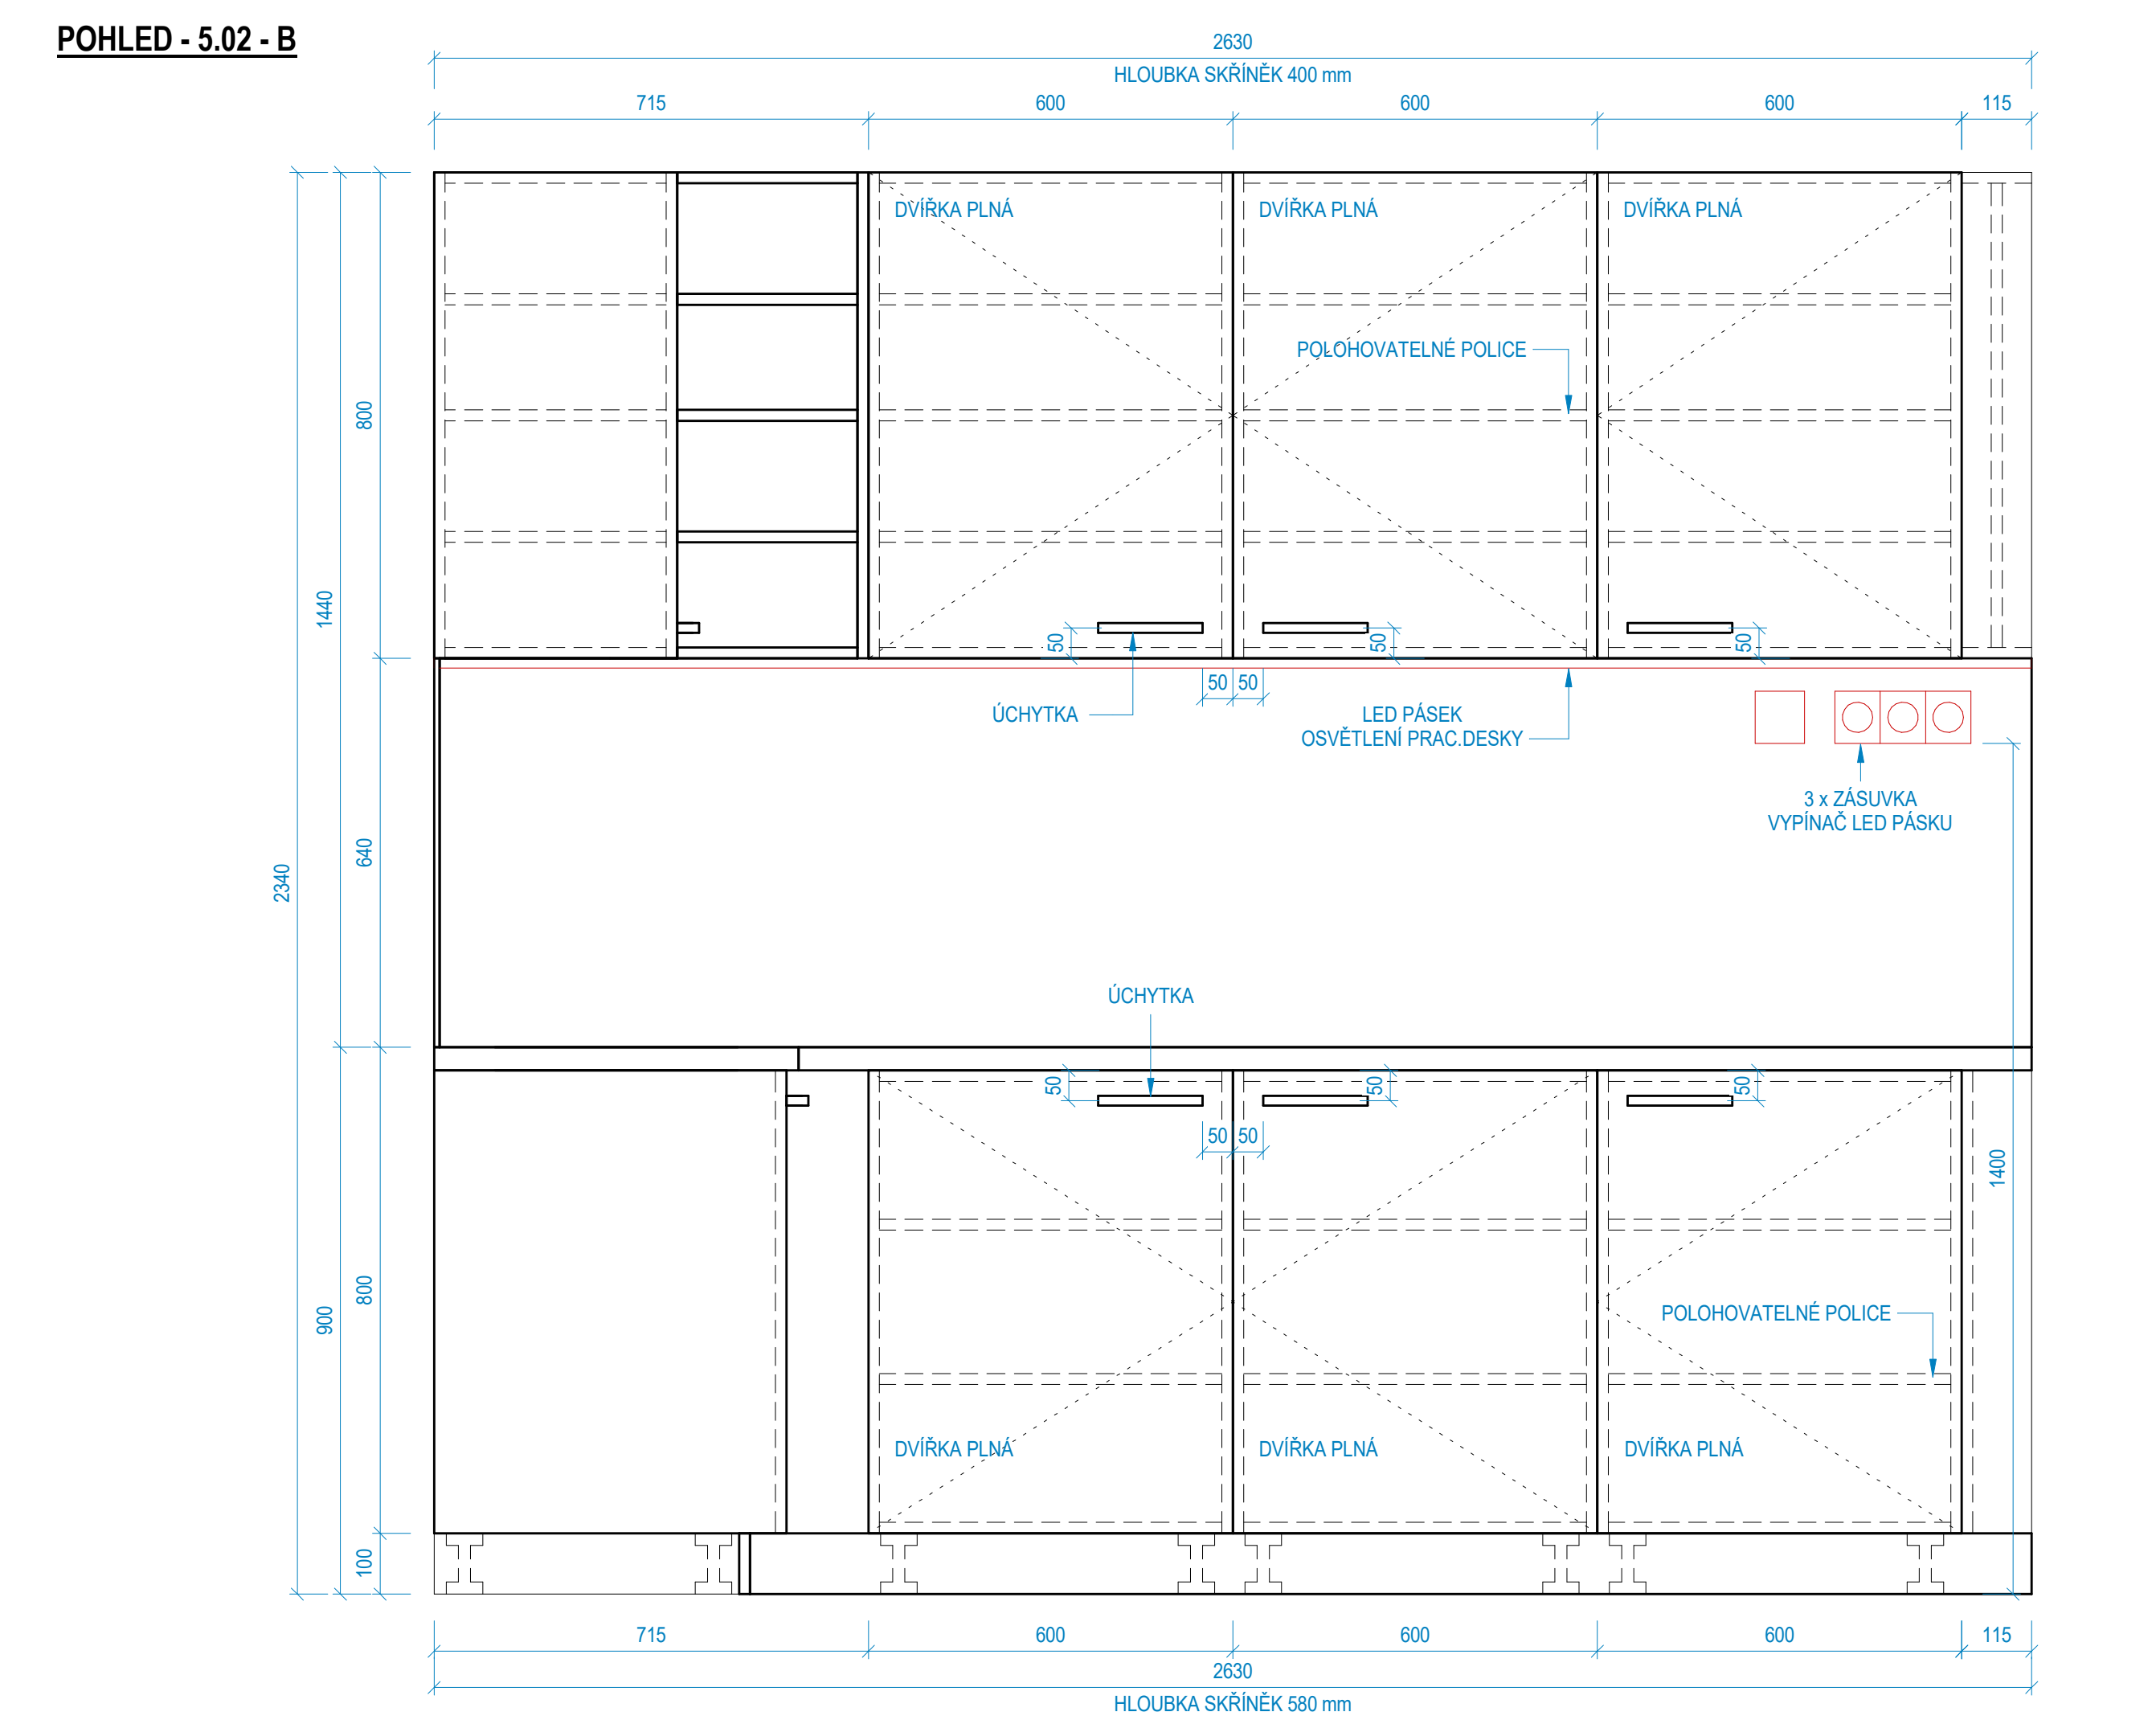 POHLED - 5.02 - B
2630
HLOUBKA SKŘÍNĚK 400 mm
715
600
600
600
115
DVÍŘKA PLNÁ
DVÍŘKA PLNÁ
DVÍŘKA PLNÁ
POLOHOVATELNÉ POLICE
800
1440
50
50
50
50
50
ÚCHYTKA
LED PÁSEK
OSVĚTLENÍ PRAC.DESKY
3 x ZÁSUVKA
VYPÍNAČ LED PÁSKU
640
2340
ÚCHYTKA
50
50
50
50
50
1400
800
900
POLOHOVATELNÉ POLICE
DVÍŘKA PLNÁ
DVÍŘKA PLNÁ
DVÍŘKA PLNÁ
100
715
600
600
600
115
2630
HLOUBKA SKŘÍNĚK 580 mm